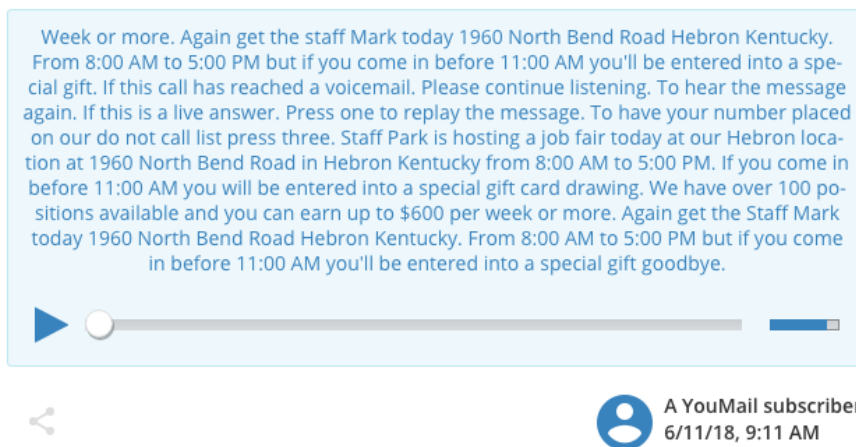 Week or more. Again get the staff Mark today 1960 North Bend Road Hebron Kentucky.
From 8:00 AM to 5:00 PM but if you come in before 11:00 AM you'll be entered into a spe-
cial gift. If this call has reached a voicemail. Please continue listening. To hear the message
again. If this is a live answer. Press one to replay the message. To have your number placed
on our do not call list press three. Staff Park is hosting a job fair today at our Hebron loca-
tion at 1960 North Bend Road in Hebron Kentucky from 8:00 AM to 5:00 PM. If you come in
before 11:00 AM you will be entered into a special gift card drawing. We have over 100 po-
sitions available and you can earn up to $600 per week or more. Again get the Staff Mark
today 1960 North Bend Road Hebron Kentucky. From 8:00 AM to 5:00 PM but if you come
in before 11:00 AM you'll be entered into a special gift goodbye.
A YouMail subscriber
6/11/18, 9:11 AM